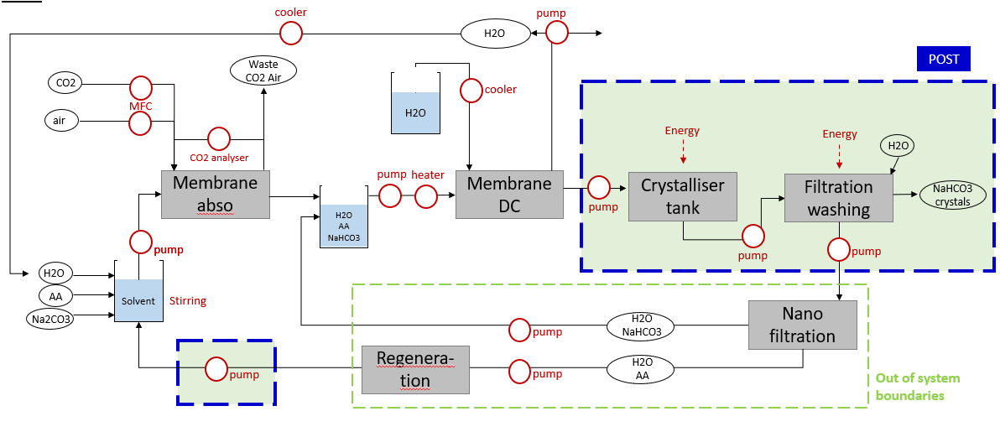 cooler
pump
H2O
POST
Waste
CO2 Air
CO2
MFC
air
CO2 analyser
H2O
cooler
Energy
Energy
H2O
Membrane
abso
pump
heater
Membrane
DC
pump
Crystalliser
tank
Filtration
washing
NaHCO3
crystals
H2O
AA
NaHCO3
pump
pump
pump
H2O
AA
Na2CO3
Solvent
Stirring
H2O
NaHCO3
pump
Nano
filtration
Regenera-
tion
H2O
AA
pump
pump
Out of system
boundaries